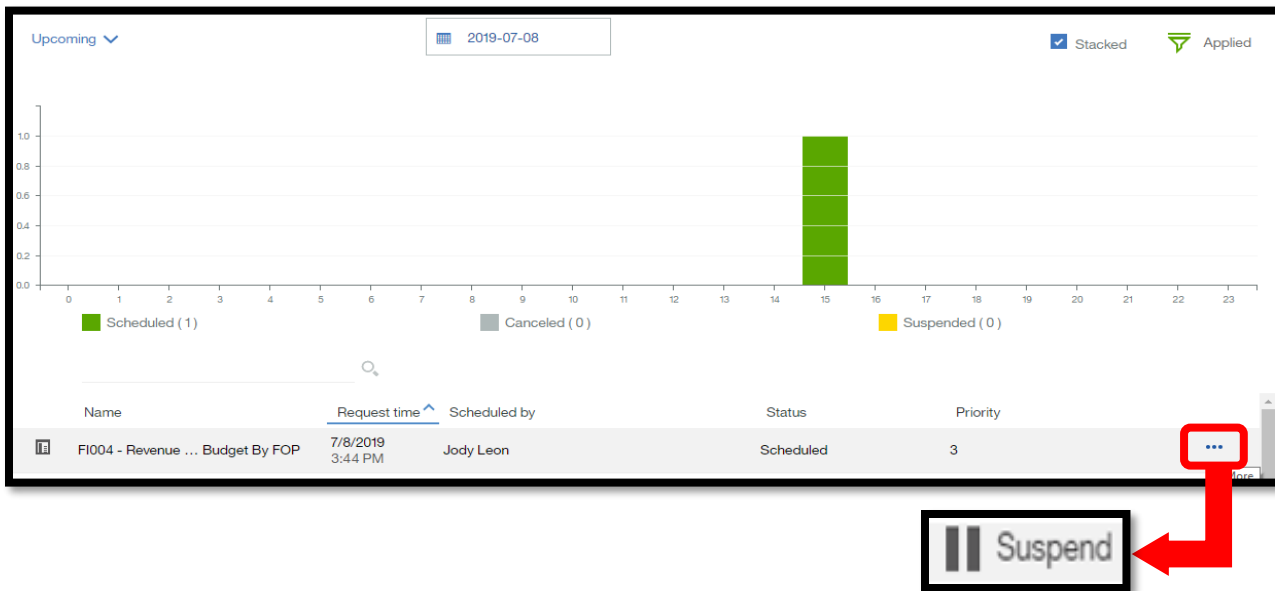 Upcoming 2019-07-08 Stacked Applied
1.0
0.8
0.6
0.4
0.2
0.0
0 1 2 3 4 5 6 7 8 9 10 11 12 13 14 15 16 17 18 19 20 21 22 23
Scheduled ( 1 ) Canceled ( 0 ) Suspended ( 0 )
Name Request time Scheduled by Status Priority
FI004 - Revenue ... Budget By FOP 7/8/2019 3:44 PM Jody Leon Scheduled 3
More
Suspend